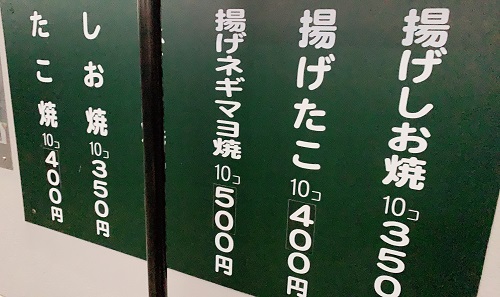 揚げしお焼 10コ 350
揚げたこ 10コ 400円
揚げネギマヨ焼 10コ 500円
しお焼 10コ 350円
たこ焼 10コ 400円